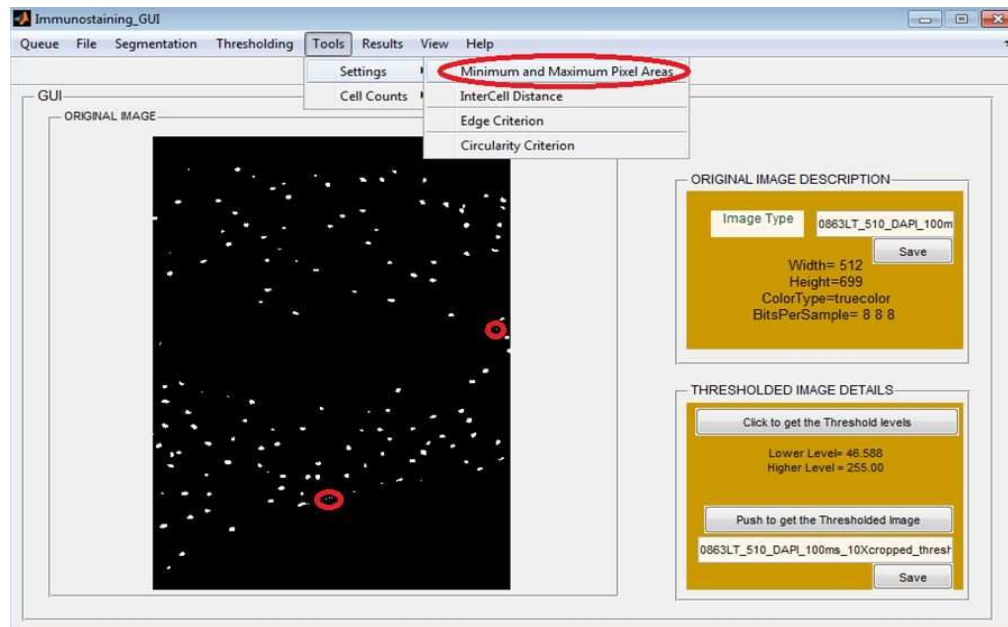 Immunostaining_GUI
Queue File Segmentation Thresholding Tools Results View Help
Settings
Minimum and Maximum Pixel Areas
Cell Counts
InterCell Distance
Edge Criterion
Circularity Criterion
GUI
ORIGINAL IMAGE
ORIGINAL IMAGE DESCRIPTION
Image Type
0863LT_510_DAPI_100m
Save
Width= 512
Height=699
ColorType=truecolor
BitsPerSample= 8 8 8
THRESHOLDED IMAGE DETAILS
Click to get the Threshold levels
Lower Level= 46.588
Higher Level = 255.00
Push to get the Thresholded Image
0863LT_510_DAPI_100ms_10Xcropped_thresh
Save